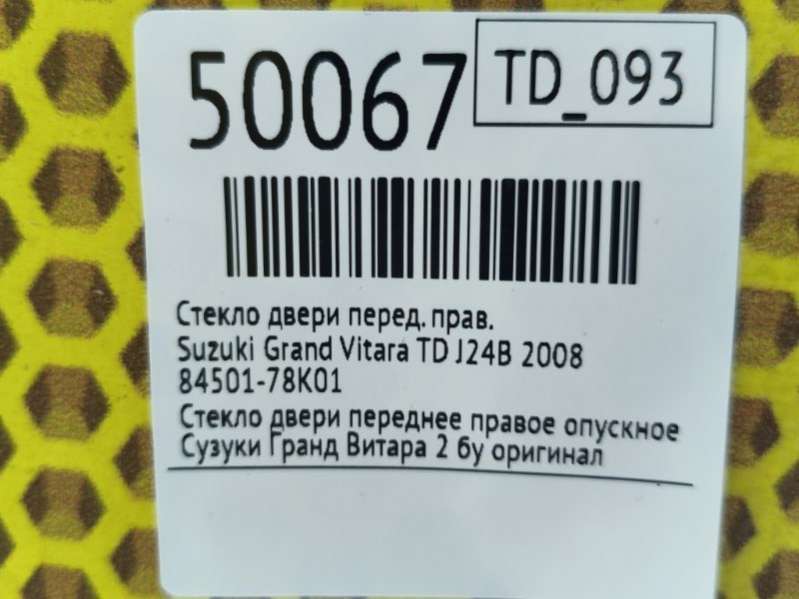 50067
TD_093
Стекло двери перед. прав.
Suzuki Grand Vitara TD J24B 2008
84501-78K01
Стекло двери переднее правое опускное
Сузуки Гранд Витара 2 бу оригинал